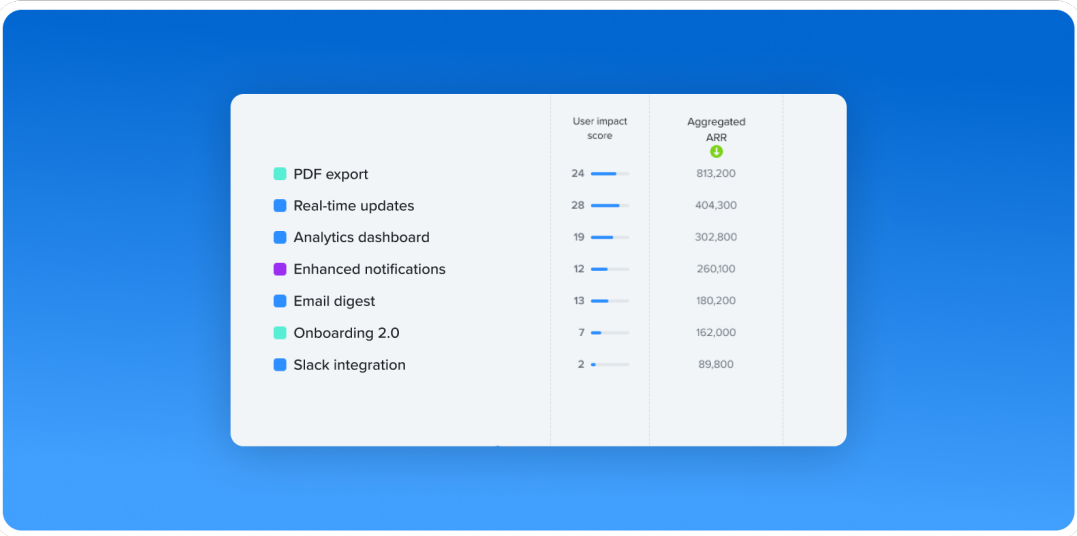 User impact
score
Aggregated
ARR
PDF export 24 813,200
Real-time updates 28 404,300
Analytics dashboard 19 302,800
Enhanced notifications 12 260,100
Email digest 13 180,200
Onboarding 2.0 7 162,000
Slack integration 2 89,800